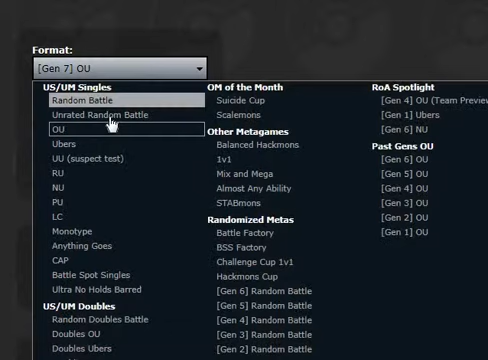 Format:
[Gen 7] OU
US/UM Singles
Random Battle
Unrated Random Battle
OU
Ubers
UU (suspect test)
RU
NU
PU
LC
Monotype
Anything Goes
CAP
Battle Spot Singles
Ultra No Holds Barred
US/UM Doubles
Random Doubles Battle
Doubles OU
Doubles Ubers
OM of the Month
Suicide Cup
Scalemons
Other Metagames
Balanced Hackmons
1v1
Mix and Mega
Almost Any Ability
STABmons
Randomized Metas
Battle Factory
BSS Factory
Challenge Cup 1v1
Hackmons Cup
[Gen 6] Random Battle
[Gen 5] Random Battle
[Gen 4] Random Battle
[Gen 3] Random Battle
[Gen 2] Random Battle
RoA Spotlight
[Gen 4] OU (Team Preview
[Gen 1] Ubers
[Gen 6] NU
Past Gens OU
[Gen 6] OU
[Gen 5] OU
[Gen 4] OU
[Gen 3] OU
[Gen 2] OU
[Gen 1] OU